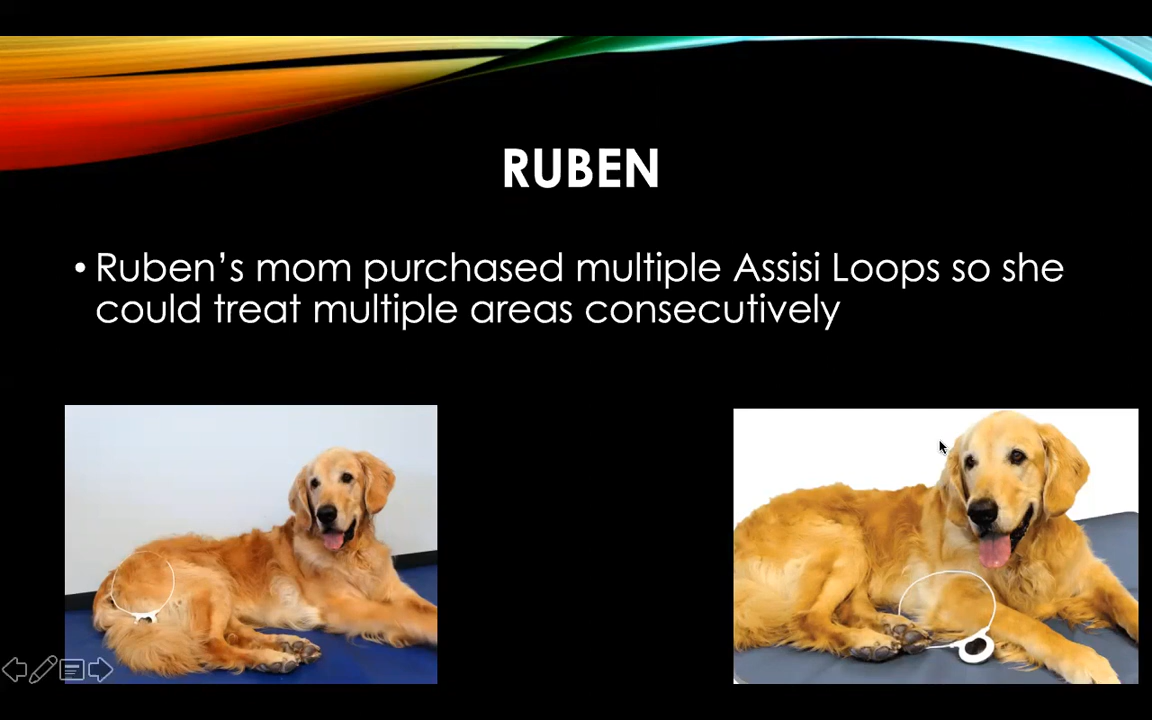 RUBEN
• Ruben’s mom purchased multiple Assisi Loops so she
could treat multiple areas consecutively